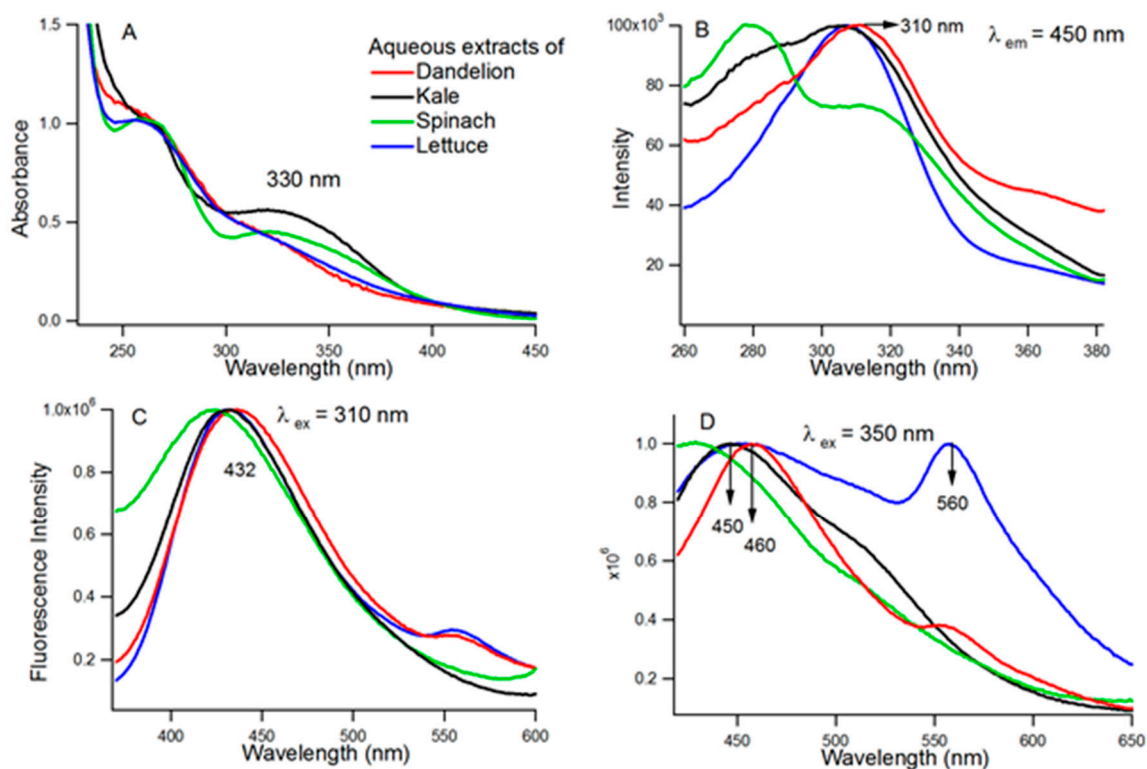 A
Aqueous extracts of
Dandelion
Kale
Spinach
Lettuce
330 nm
1.5
1.0
0.5
0.0
Absorbance
250 300 350 400 450
Wavelength (nm)
B
310 nm
λ em = 450 nm
100x10³
80
60
40
20
Intensity
260 280 300 320 340 360 380
Wavelength (nm)
C
λ ex = 310 nm
432
1.0x10⁶
0.8
0.6
0.4
0.2
Fluorescence Intensity
400 450 500 550 600
Wavelength (nm)
D
λ ex = 350 nm
450
460
560
1.0
0.8
0.6
0.4
0.2
x10⁶
450 500 550 600 650
Wavelength (nm)